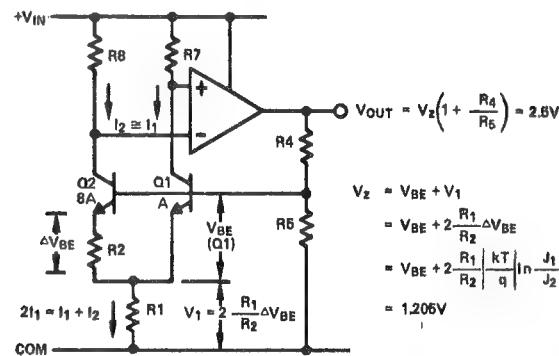 +VIN
R8
R7
+
−
I2 ≅ I1
VOUT = Vz(1 + R4/R5) = 2.5V
R4
Q2
8A
Q1
A
ΔVBE
R2
VBE
(Q1)
R5
Vz = VBE + V1
= VBE + 2 R1/R2 ΔVBE
= VBE + 2 R1/R2 |kT/q| ln J1/J2
= 1.205V
2I1 = I1 + I2
R1
V1 = 2 R1/R2 ΔVBE
COM